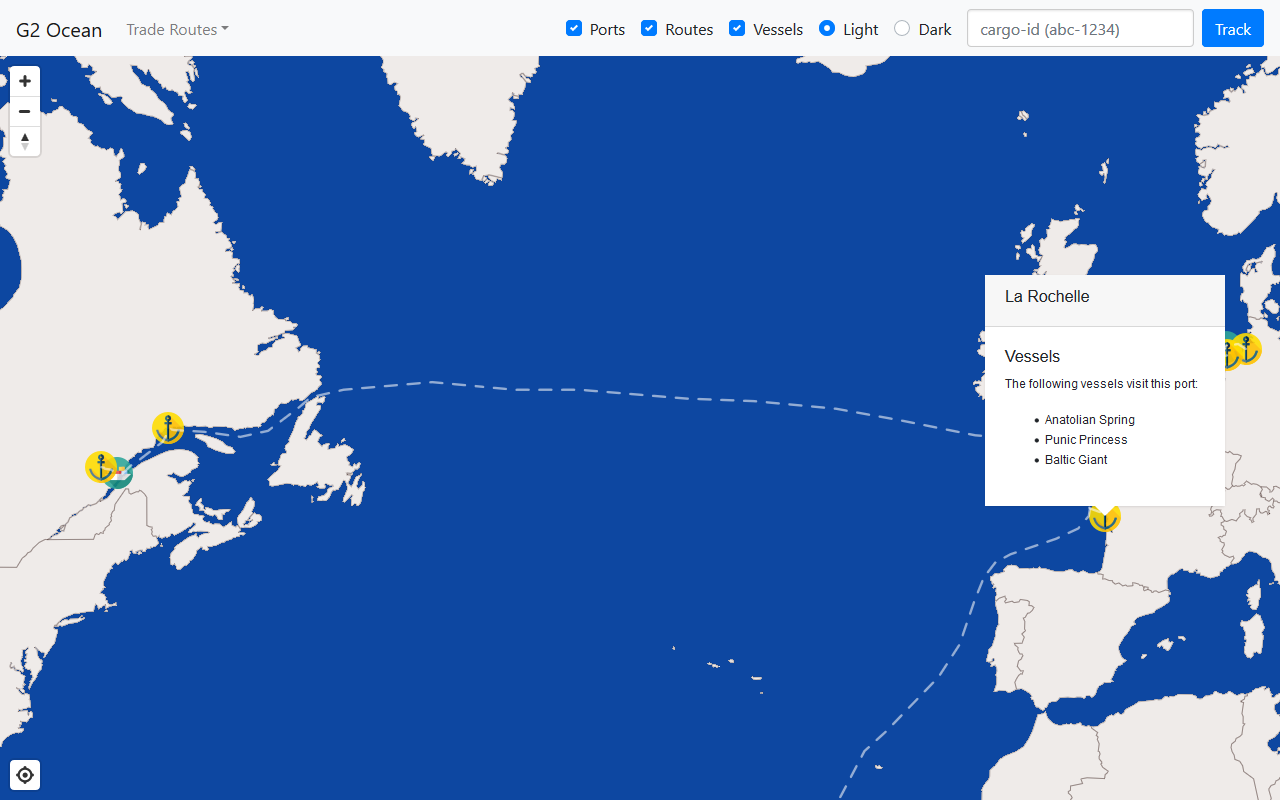 G2 Ocean Trade Routes Ports Routes Vessels Light Dark cargo-id (abc-1234) Track
La Rochelle
Vessels
The following vessels visit this port:
Anatolian Spring
Punic Princess
Baltic Giant